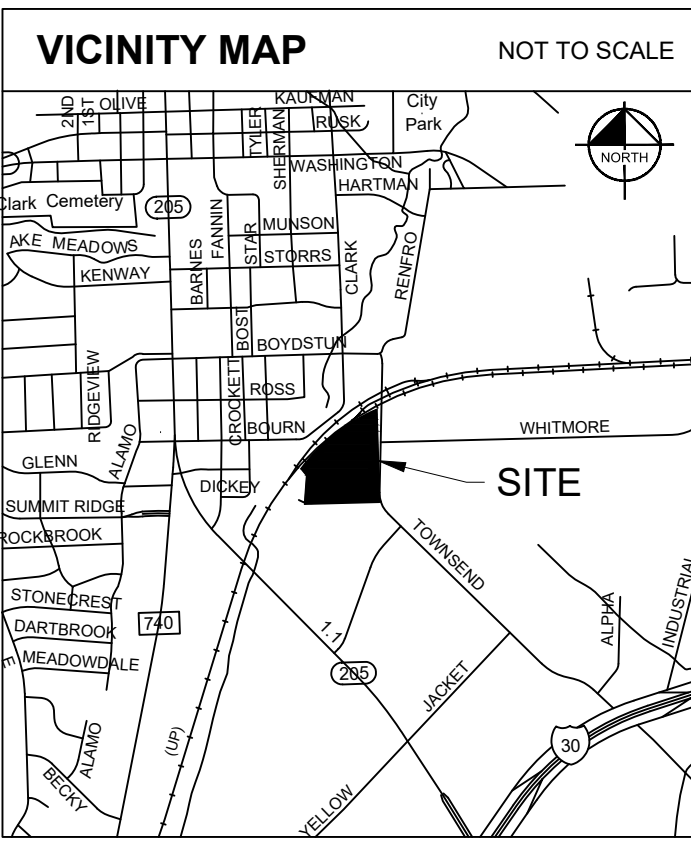 VICINITY MAP
NOT TO SCALE
2ND
1ST
OLIVE
KAUFMAN
City
Park
TYLER
SHERMAN
RUSK
NORTH
WASHINGTON
HARTMAN
Clark Cemetery
205
FANNIN
STAR
MUNSON
AKE MEADOWS
STORRS
KENWAY
BARNES
CLARK
RENFRO
BOST
BOYDSTUN
RIDGEVIEW
CROCKETT
ROSS
ALAMO
BOURN
WHITMORE
GLENN
DICKEY
SITE
SUMMIT RIDGE
ROCKBROOK
TOWNSEND
STONECREST
ALPHA
INDUSTRIAL
DARTBROOK
740
1.1
E
MEADOWDALE
205
JACKET
ALAMO
(UP)
30
BECKY
YELLOW